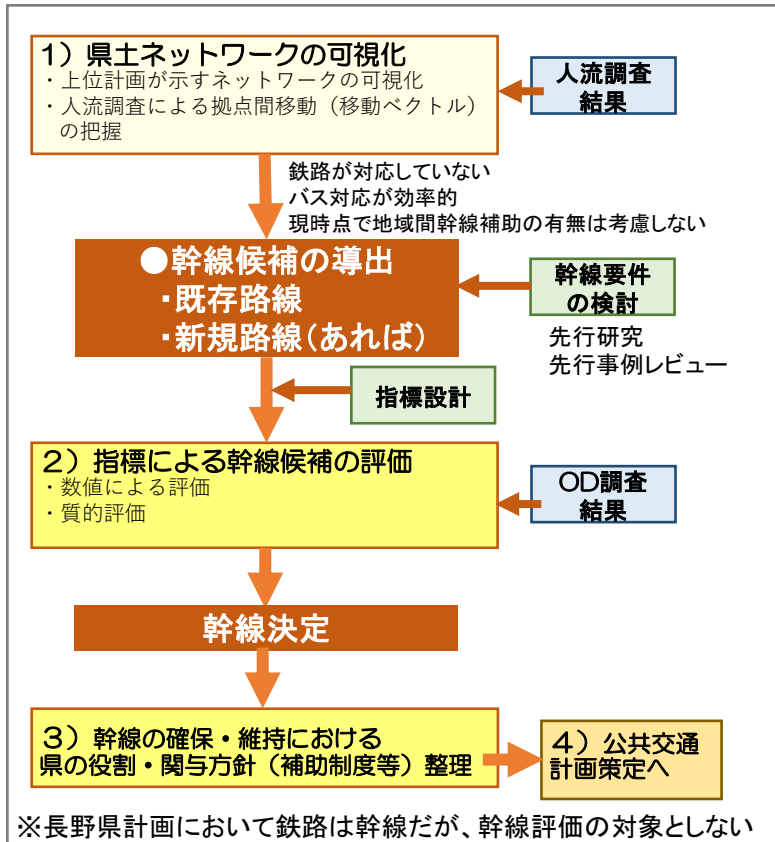 1）県土ネットワークの可視化
・上位計画が示すネットワークの可視化
・人流調査による拠点間移動（移動ベクトル）
の把握
人流調査
結果
鉄路が対応していない
バス対応が効率的
現時点で地域間幹線補助の有無は考慮しない
●幹線候補の導出
・既存路線
・新規路線（あれば）
幹線要件
の検討
先行研究
先行事例レビュー
指標設計
2）指標による幹線候補の評価
・数値による評価
・質的評価
OD調査
結果
幹線決定
3）幹線の確保・維持における
県の役割・関与方針（補助制度等）整理
4）公共交通
計画策定へ
※長野県計画において鉄路は幹線だが、幹線評価の対象としない